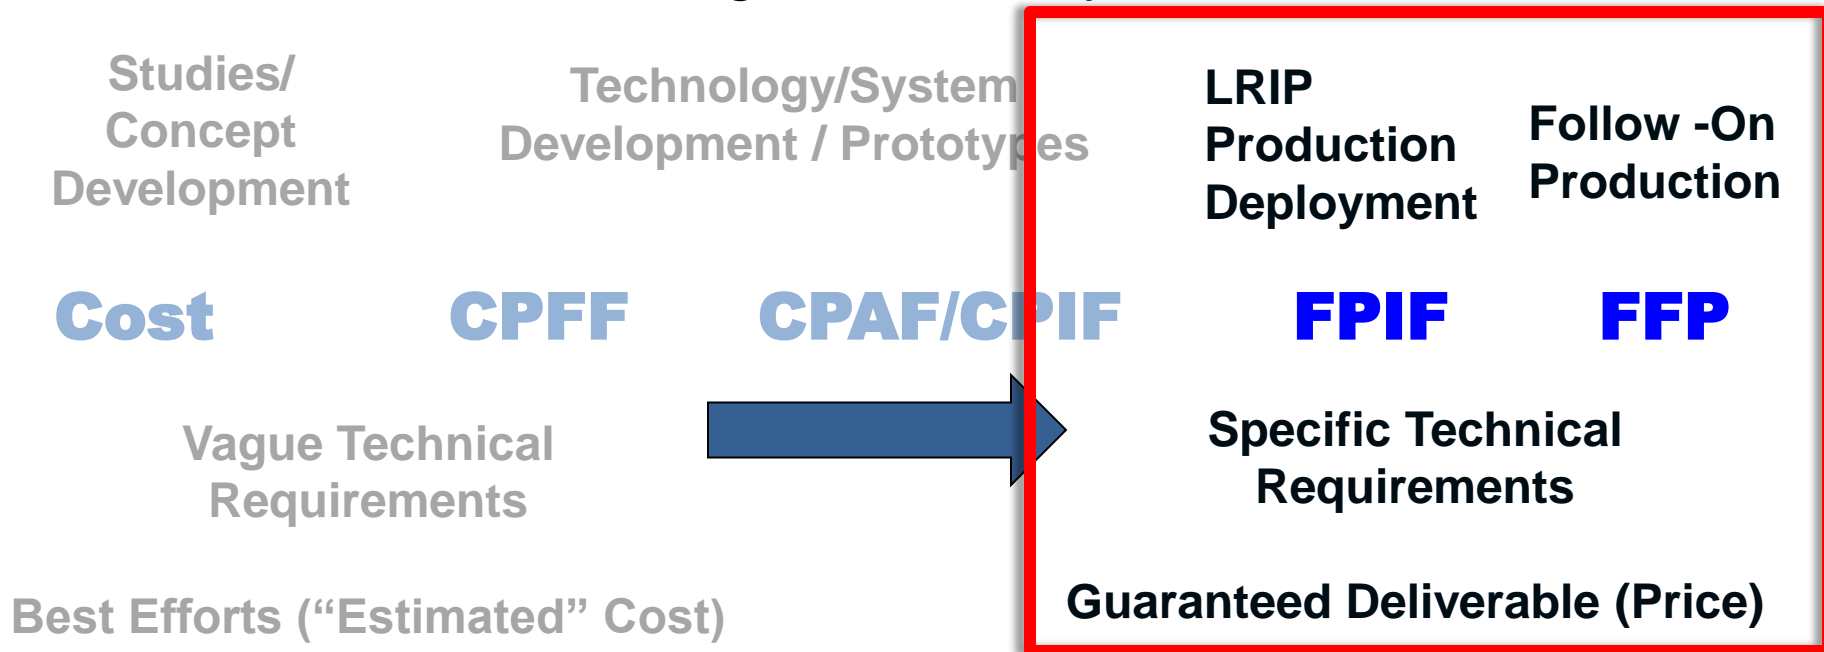 Studies/
Concept
Development
Technology/System
Development / Prototypes
LRIP
Production
Deployment
Follow -On
Production
Cost
CPFF
CPAF/CPIF
FPIF
FFP
Vague Technical
Requirements
Specific Technical
Requirements
Best Efforts (“Estimated” Cost)
Guaranteed Deliverable (Price)